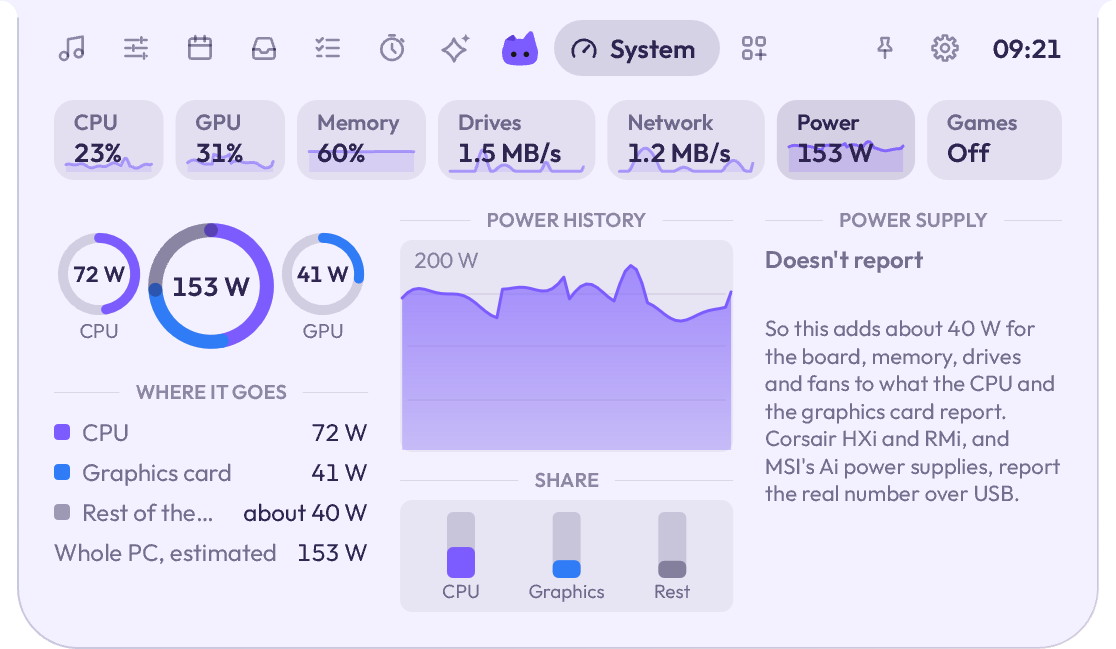 System
09:21
CPU
23%
GPU
31%
Memory
60%
Drives
1.5 MB/s
Network
1.2 MB/s
Power
153 W
Games
Off
72 W
CPU
153 W
41 W
GPU
WHERE IT GOES
CPU 72 W
Graphics card 41 W
Rest of the... about 40 W
Whole PC, estimated 153 W
POWER HISTORY
200 W
SHARE
CPU Graphics Rest
POWER SUPPLY
Doesn't report
So this adds about 40 W for
the board, memory, drives
and fans to what the CPU and
the graphics card report.
Corsair HXi and RMi, and
MSI's Ai power supplies, report
the real number over USB.